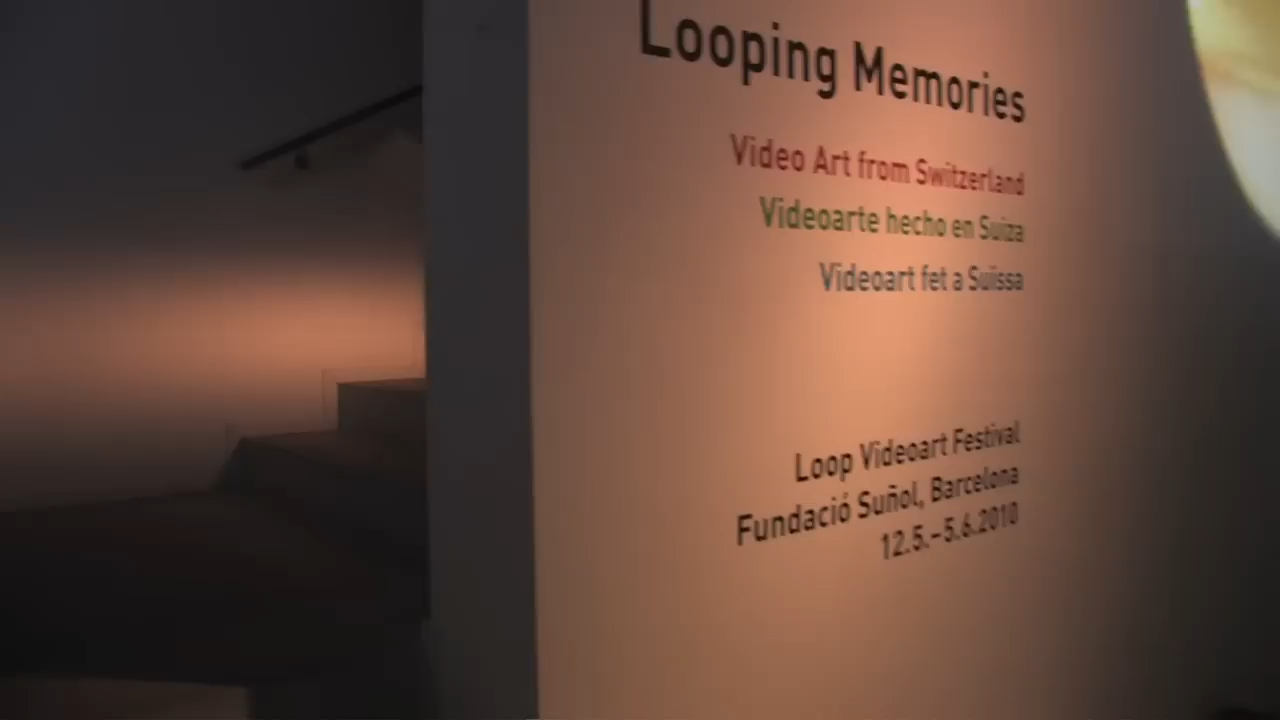 Looping Memories
Video Art from Switzerland
Videoarte hecho en Suiza
Videoart fet a Suissa
Loop Videoart Festival
Fundació Suñol, Barcelona
12.5.–5.6.2010